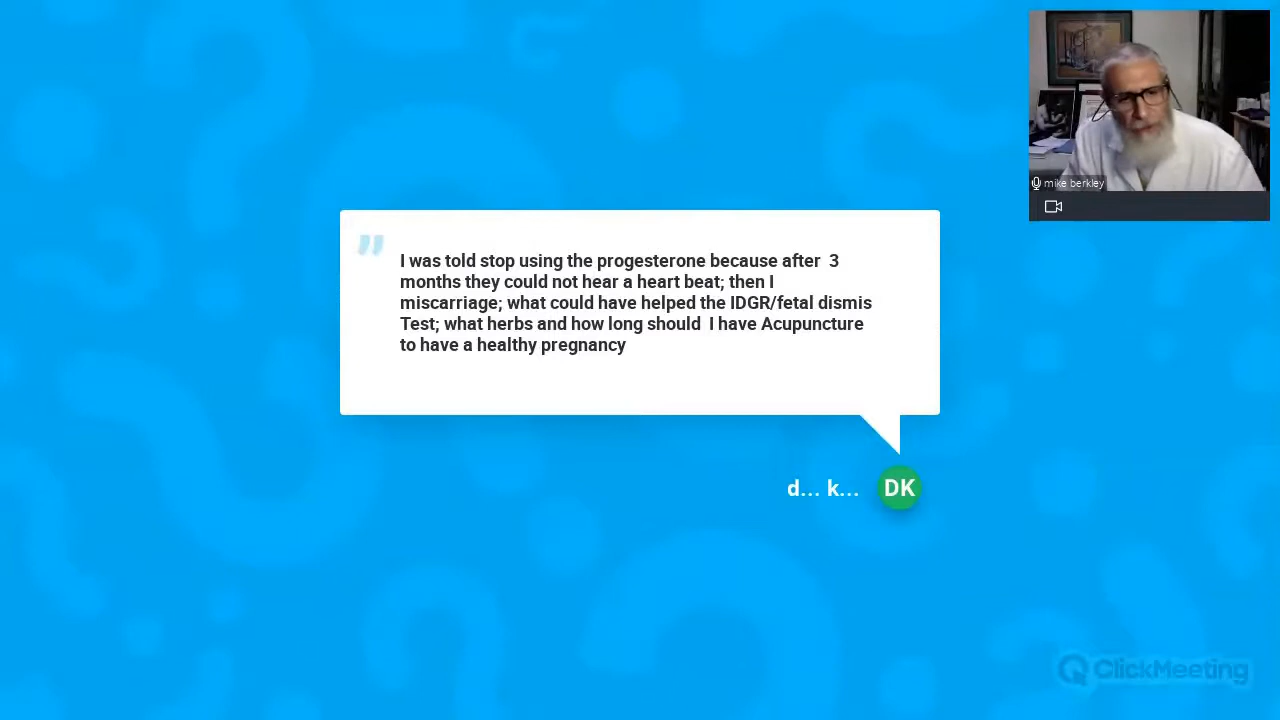 mike berkley
"
I was told stop using the progesterone because after 3
months they could not hear a heart beat; then I
miscarriage; what could have helped the IDGR/fetal dismis
Test; what herbs and how long should I have Acupuncture
to have a healthy pregnancy
d... k... DK
ClickMeeting